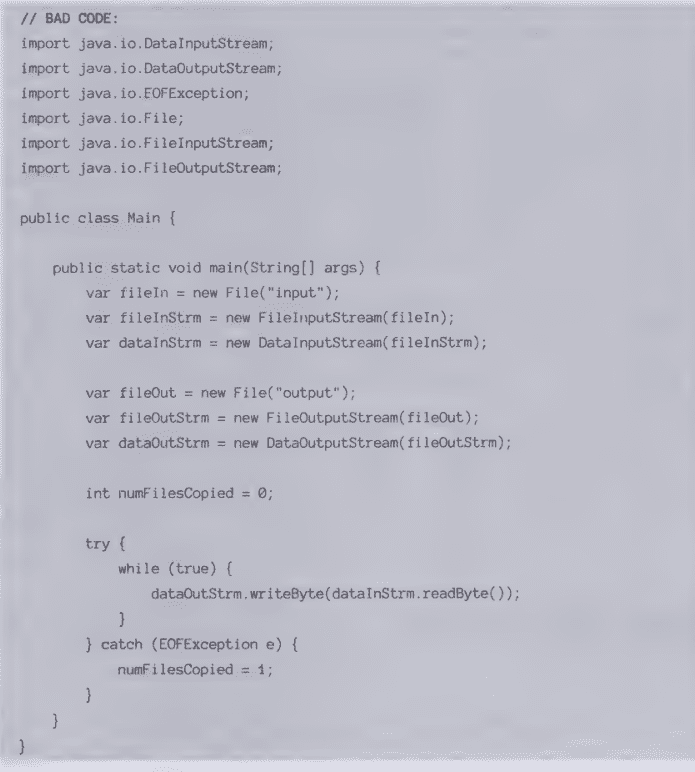 // BAD CODE:
import java.io.DataInputStream;
import java.io.DataOutputStream;
import java.io.EOFException;
import java.io.File;
import java.io.FileInputStream;
import java.io.FileOutputStream;

public class Main {

    public static void main(String[] args) {
        var fileIn = new File("input");
        var fileInStrm = new FileInputStream(fileIn);
        var dataInStrm = new DataInputStream(fileInStrm);

        var fileOut = new File("output");
        var fileOutStrm = new FileOutputStream(fileOut);
        var dataOutStrm = new DataOutputStream(fileOutStrm);

        int numFilesCopied = 0;

        try {
            while (true) {
                dataOutStrm.writeByte(dataInStrm.readByte());
            }
        } catch (EOFException e) {
            numFilesCopied = 1;
        }
    }
}